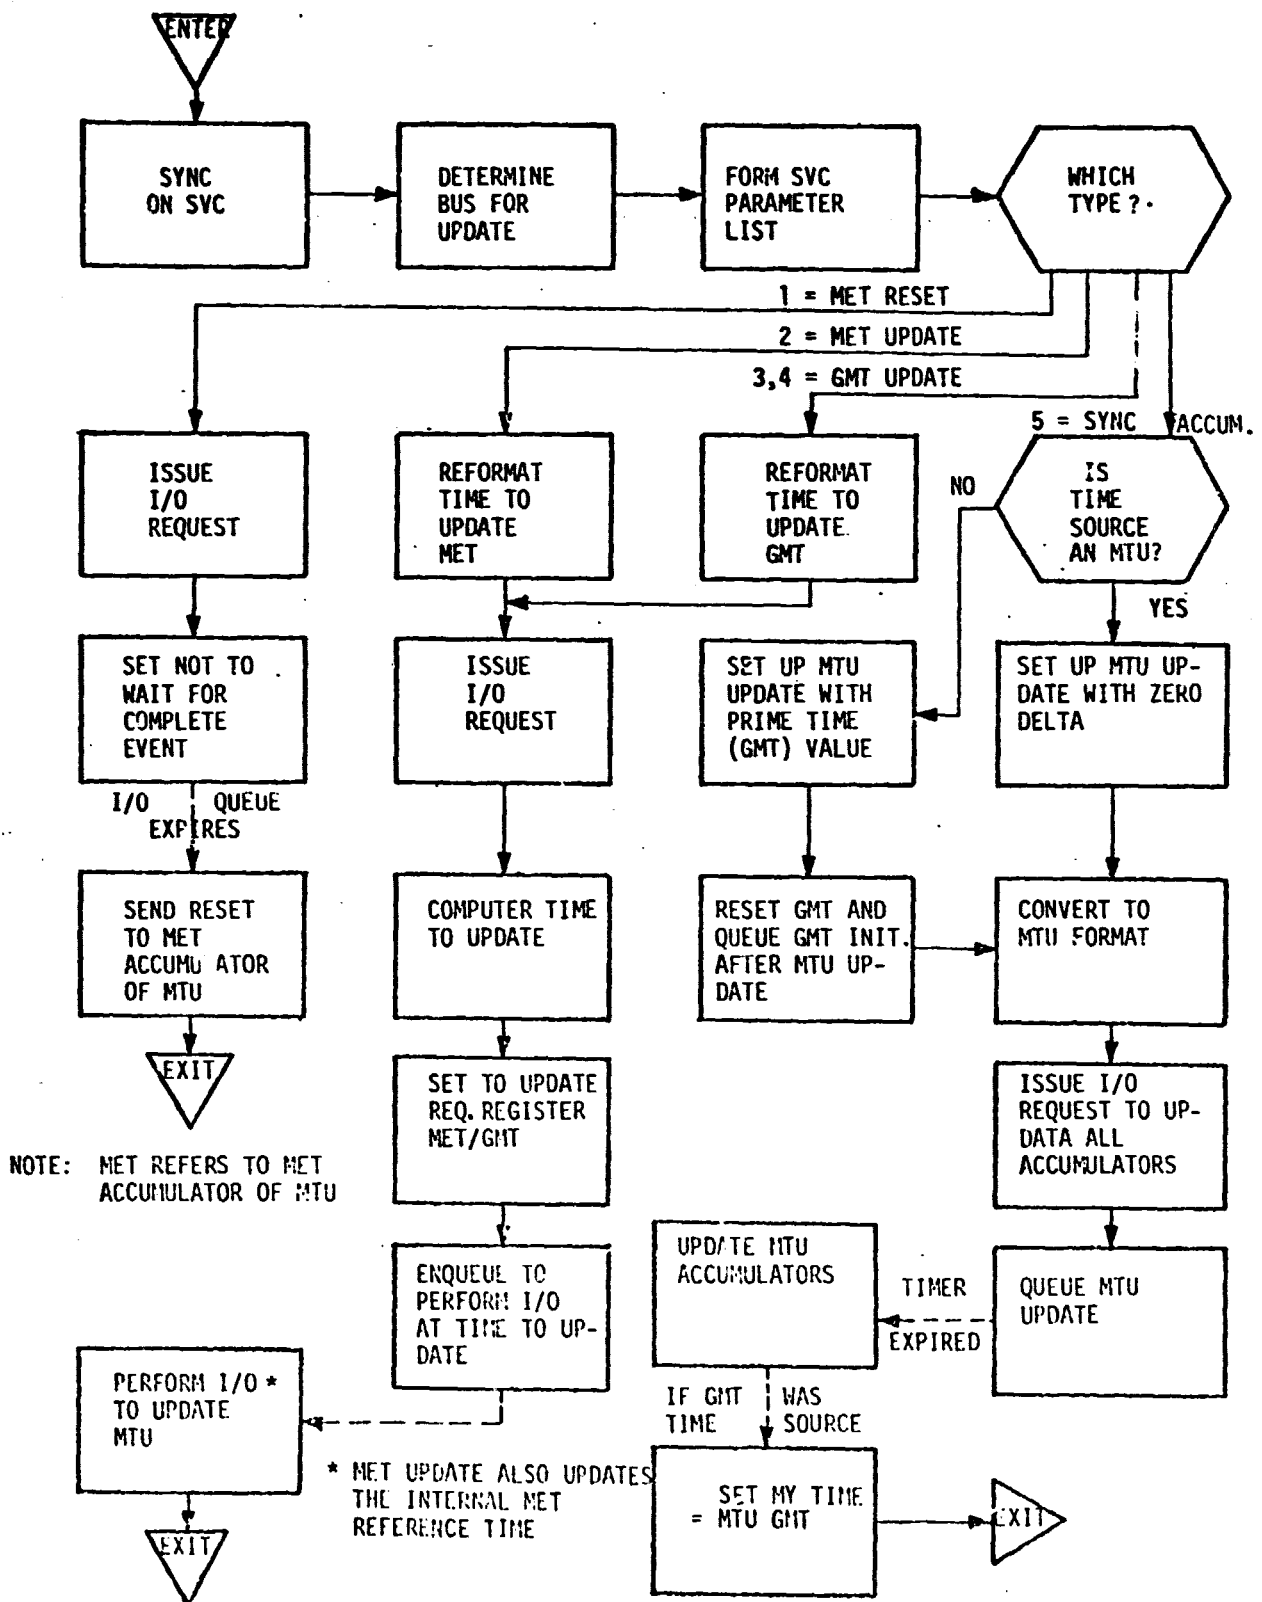 ENTER
SYNC
ON SVC
DETERMINE
BUS FOR
UPDATE
FORM SVC
PARAMETER
LIST
WHICH
TYPE?
1 = MET RESET
2 = MET UPDATE
3,4 = GMT UPDATE
5 = SYNC ACCUM.
ISSUE
I/O
REQUEST
REFORMAT
TIME TO
UPDATE
MET
REFORMAT
TIME TO
UPDATE
GMT
NO
IS
TIME
SOURCE
AN MTU?
YES
SET NOT TO
WAIT FOR
COMPLETE
EVENT
ISSUE
I/O
REQUEST
SET UP MTU
UPDATE WITH
PRIME TIME
(GMT) VALUE
SET UP MTU UP-
DATE WITH ZERO
DELTA
I/O QUEUE
EXPIRES
SEND RESET
TO MET
ACCUMU ATOR
OF MTU
COMPUTER TIME
TO UPDATE
RESET GMT AND
QUEUE GMT INIT.
AFTER MTU UP-
DATE
CONVERT TO
MTU FORMAT
EXIT
SET TO UPDATE
REQ. REGISTER
MET/GMT
ISSUE I/O
REQUEST TO UP-
DATA ALL
ACCUMULATORS
NOTE: MET REFERS TO MET
ACCUMULATOR OF MTU
ENQUEUE TO
PERFORM I/O
AT TIME TO UP-
DATE
UPDATE MTU
ACCUMULATORS
TIMER
EXPIRED
QUEUE MTU
UPDATE
PERFORM I/O *
TO UPDATE
MTU
IF GMT WAS
TIME SOURCE
* MET UPDATE ALSO UPDATES
THE INTERNAL MET
REFERENCE TIME
SET MY TIME
= MTU GMT
EXIT
EXIT